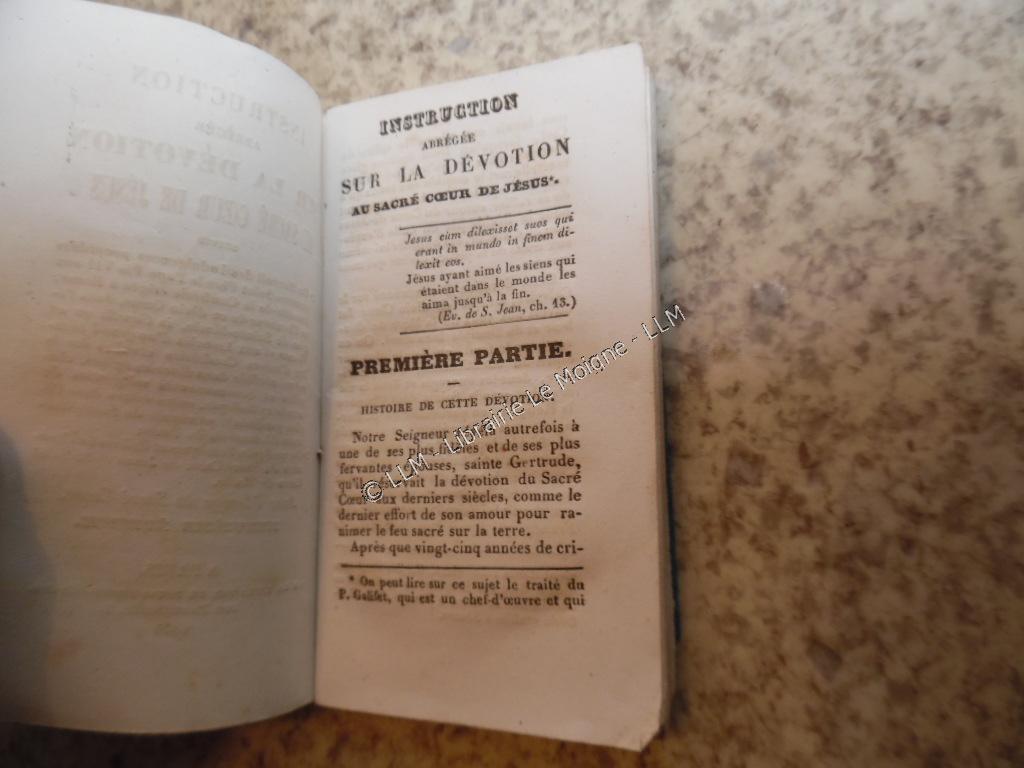 INSTRUCTION
ABRÉGÉE
SUR LA DÉVOTION
AU SACRÉ CŒUR DE JÉSUS*.
Jesus cùm dilexisset suos qui
erant in mundo in finem di-
lexit eos.
Jésus ayant aimé les siens qui
étaient dans le monde les
aima jusqu'à la fin.
(Ev. de S. Jean, ch. 13.)
PREMIÈRE PARTIE.
HISTOIRE DE CETTE DÉVOTION.
Notre Seigneur autrefois à
une de ses plus et de ses plus
ferventes épouses, sainte Gertrude,
qu'il réservait la dévotion du Sacré
Cœur aux derniers siècles, comme le
dernier effort de son amour pour ra-
nimer le feu sacré sur la terre.
Après que vingt-cinq années de cri-
* On peut lire sur ce sujet le traité du
P. Galifet, qui est un chef-d'œuvre et qui
© LLM - Librairie Le Moigne - LLM